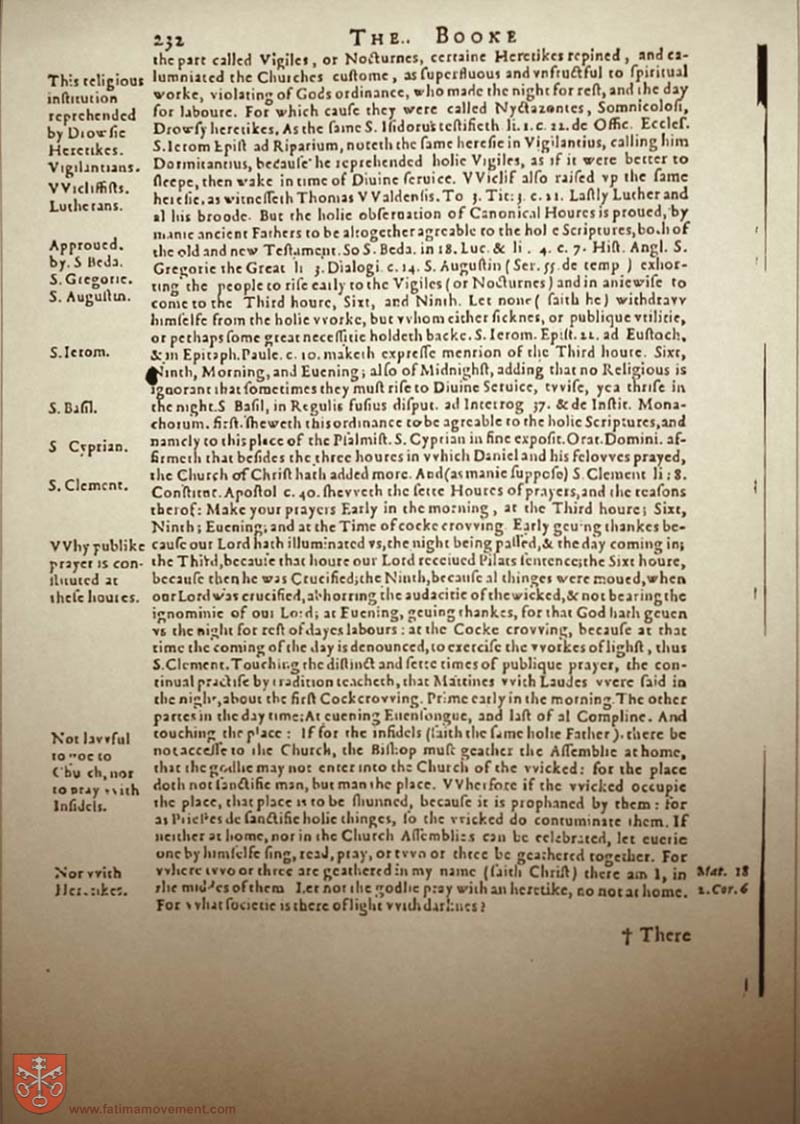 232 THE.. BOOKE
the part called Vigiles, or Nocturnes, certaine Heretikes repined, and ca-
This religious lumniated the Churches custome, as superfluous and vnfructful to spiritual
institution worke, violating of Gods ordinance, who made the night for rest, and the day
reprehended for laboure. For which cause they were called Nyctazontes, Somnicolosi,
by Drowsie Drowsy heretikes. As the same S. Isidorus testifieth li. 1. c. 22. de Offic. Eccles.
Heretikes. S. Ierom Epist ad Riparium, noteth the same heresie in Vigilantius, calling him
Vigilantians. Dormitantius, because he reprehended holie Vigiles, as if it were better to
VVicliffists. sleepe, then wake in time of Diuine seruice. VViclif also raised vp the same
Lutherans. heresie, as witnesseth Thomas VValdensis. To 3. Tit: 3. c. 21. Lastly Luther and
al his broode. But the holie obseruation of Canonical Houres is proued, by
manie ancient Fathers to be altogether agreable to the hol e Scriptures, both of
Approued. the old and new Testament. So S. Beda. in 18. Luc. & li . 4. c. 7. Hist. Angl. S.
by. S Beda. Gregorie the Great li 3. Dialogi. c. 14. S. Augustin (Ser. 55. de temp ) exhor-
S. Gregorie. ting the people to rise early to the Vigiles (or Nocturnes) and in aniewise to
S. Augustin. come to the Third houre, Sixt, and Ninth. Let none ( saith he) withdravv
himselfe from the holie vvorke, but vvhom either sicknes, or publique vtilitie,
or perhaps some great necessitie holdeth backe. S. Ierom. Epist. 22. ad Eustoch,
S. Ierom. & in Epitaph. Paule. c. 10. maketh expresse mention of the Third houre. Sixt,
Ninth, Morning, and Euening; also of Midnight, adding that no Religious is
ignorant that sometimes they must rise to Diuine Seruice, tvvise, yea thrise in
S. Basil. the night. S Basil, in Regulis fusius disput. ad Interrog 37. & de Instit. Mona-
chorum. first. sheweth this ordinance to be agreable to the holie Scriptures, and
S Cyprian. namely to this place of the Psalmist. S. Cyprian in fine exposit. Orat. Domini. af-
firmeth that besides the three houres in vvhich Daniel and his felovves prayed,
the Church of Christ hath added more. And (as manie suppose) S. Clement li : 8.
S. Clement. Constitut. Apostol c. 40. shevveth the sette Houres of prayers, and the reasons
therof: Make your prayers Early in the morning, at the Third houre; Sixt,
Ninth; Euening; and at the Time of cocke crovving. Early geuing thankes be-
VVhy publike cause our Lord hath illuminated vs, the night being passed, & the day coming in;
prayer is con- the Third, because that houre our Lord receiued Pilats sentence; the Sixt houre,
stituted at because then he was Crucified; the Ninth, because al thinges were moued, when
these houres. our Lord was crucified, abhorring the audacitie of the wicked, & not bearing the
ignominie of our Lord; at Euening, geuing thankes, for that God hath geuen
vs the night for rest of dayes labours : at the Cocke crovving, because at that
time the coming of the day is denounced, to exercise the vvorkes of light, thus
S. Clement. Touching the distinct and sette times of publique prayer, the con-
tinual practise by tradition teacheth, that Mattines vvith Laudes vvere said in
the night, about the first Cockcrovving. Prime early in the morning. The other
partes in the day time; At euening Euensongue, and last of al Compline. And
Not lavvful touching the place : If for the infidels (saith the same holie Father). there be
to goe to not accesse to the Church, the Bishop must geather the Assemblie at home,
Chu ch, nor that the godlie may not enter into the Church of the vvicked: for the place
to pray vvith doth not sanctifie man, but man the place. VVherfore if the vvicked occupie
Infidels. the place, that place is to be shunned, because it is prophaned by them : For
as Priestes de sanctifie holie thinges, so the vvicked do contuminate them. If
neither at home, nor in the Church Assemblies can be celebrated, let euerie
one by himselfe sing, read, pray, or tvvo or three be geathered together. For
Nor vvith vvhere tvvo or three are geathered in my name (saith Christ) there am I, in Mat. 18
Heretikes. the middes of them Let not the godlie pray with an heretike, no not at home. 2. Cor. 6
For vvhat societie is there of light vvith darknes?
† There
www.fatimamovement.com